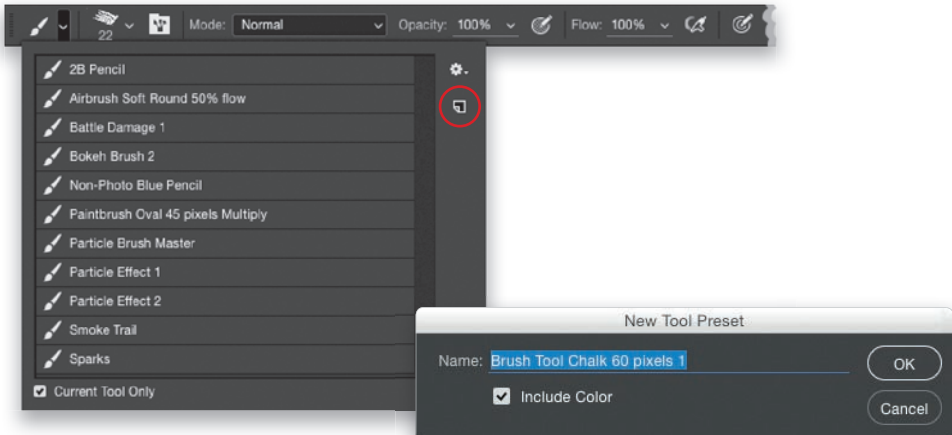 Mode: Normal Opacity: 100% Flow: 100%
22
2B Pencil
Airbrush Soft Round 50% flow
Battle Damage 1
Bokeh Brush 2
Non-Photo Blue Pencil
Paintbrush Oval 45 pixels Multiply
Particle Brush Master
Particle Effect 1
Particle Effect 2
Smoke Trail
Sparks
Current Tool Only
New Tool Preset
Name: Brush Tool Chalk 60 pixels 1
OK
Include Color
Cancel